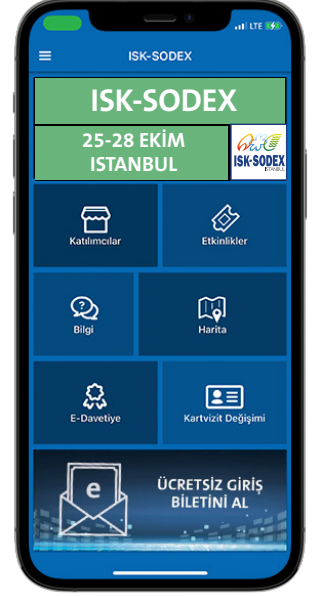 LTE
ISK-SODEX
ISK-SODEX
25-28 EKİM
ISTANBUL
ISK-SODEX
ISTANBUL
Katılımcılar
Etkinlikler
Bilgi
Harita
E-Davetiye
Kartvizit Değişimi
e
ÜCRETSİZ GİRİŞ
BİLETİNİ AL